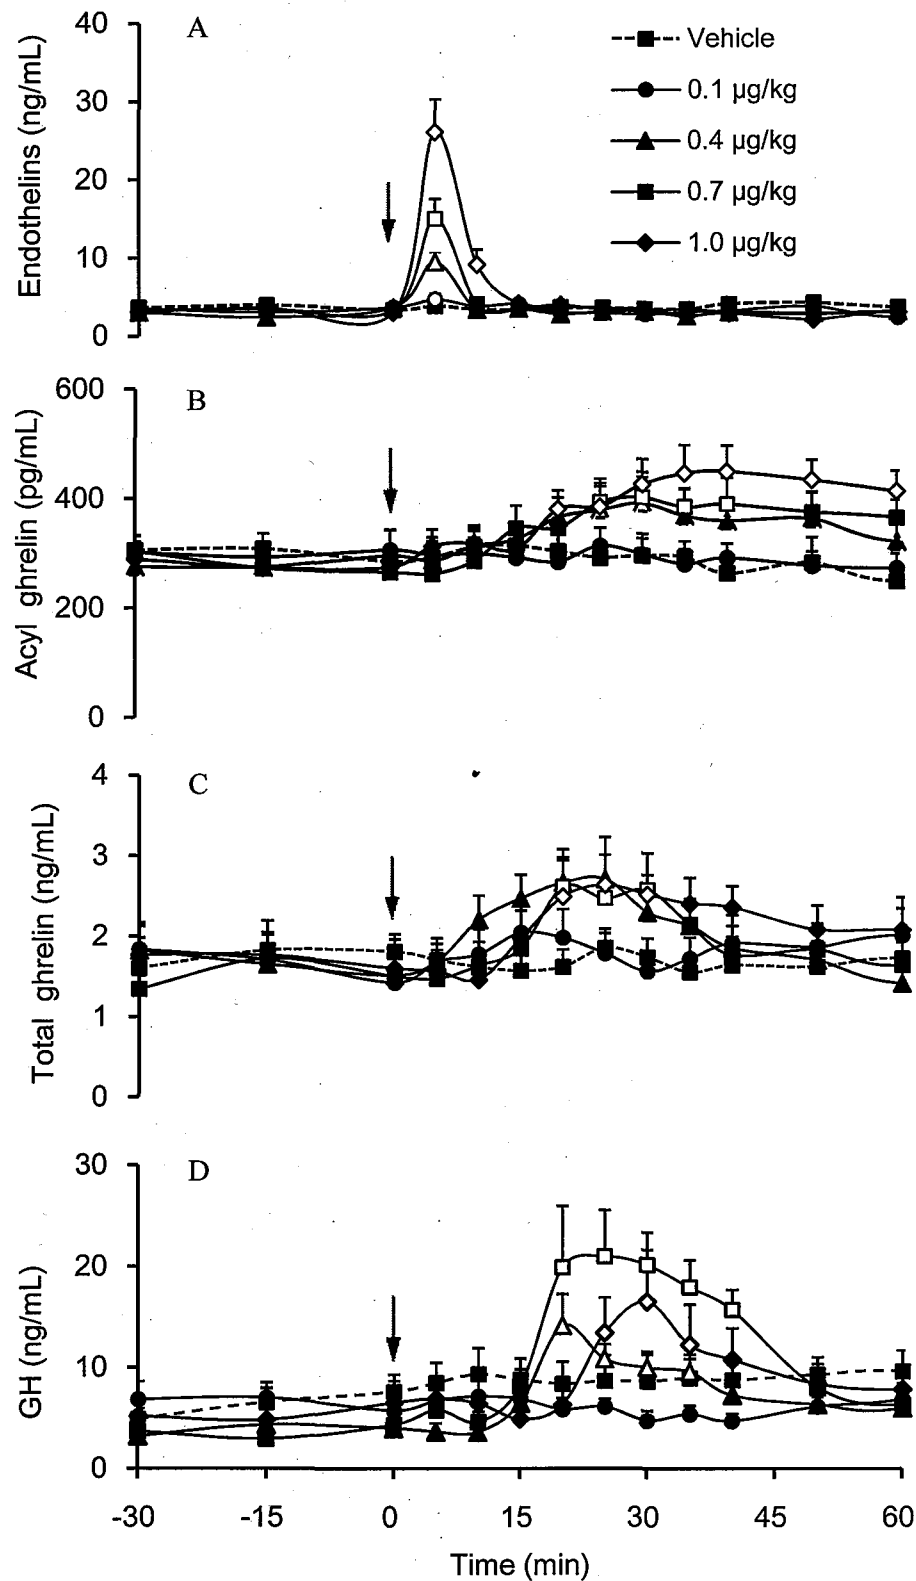 A
Endothelins (ng/mL)
40
30
20
10
0
Vehicle
0.1 µg/kg
0.4 µg/kg
0.7 µg/kg
1.0 µg/kg
B
Acyl ghrelin (pg/mL)
600
400
200
0
C
Total ghrelin (ng/mL)
4
3
2
1
0
D
GH (ng/mL)
30
20
10
0
-30 -15 0 15 30 45 60
Time (min)